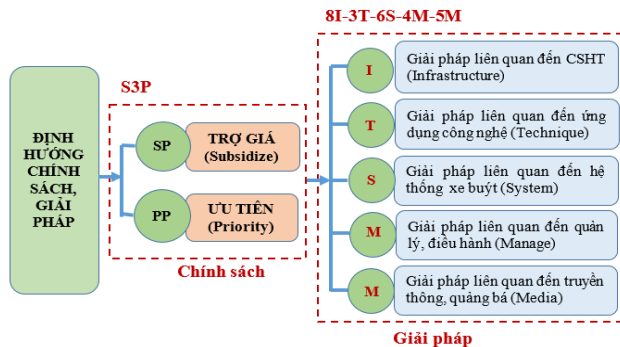 8I-3T-6S-4M-5M
S3P
ĐỊNH
HƯỚNG
CHÍNH
SÁCH,
GIẢI
PHÁP
SP
TRỢ GIÁ
(Subsidize)
PP
ƯU TIÊN
(Priority)
Chính sách
I
Giải pháp liên quan đến CSHT
(Infrastructure)
T
Giải pháp liên quan đến ứng
dụng công nghệ (Technique)
S
Giải pháp liên quan đến hệ
thống xe buýt (System)
M
Giải pháp liên quan đến quản
lý, điều hành (Manage)
M
Giải pháp liên quan đến truyền
thông, quảng bá (Media)
Giải pháp